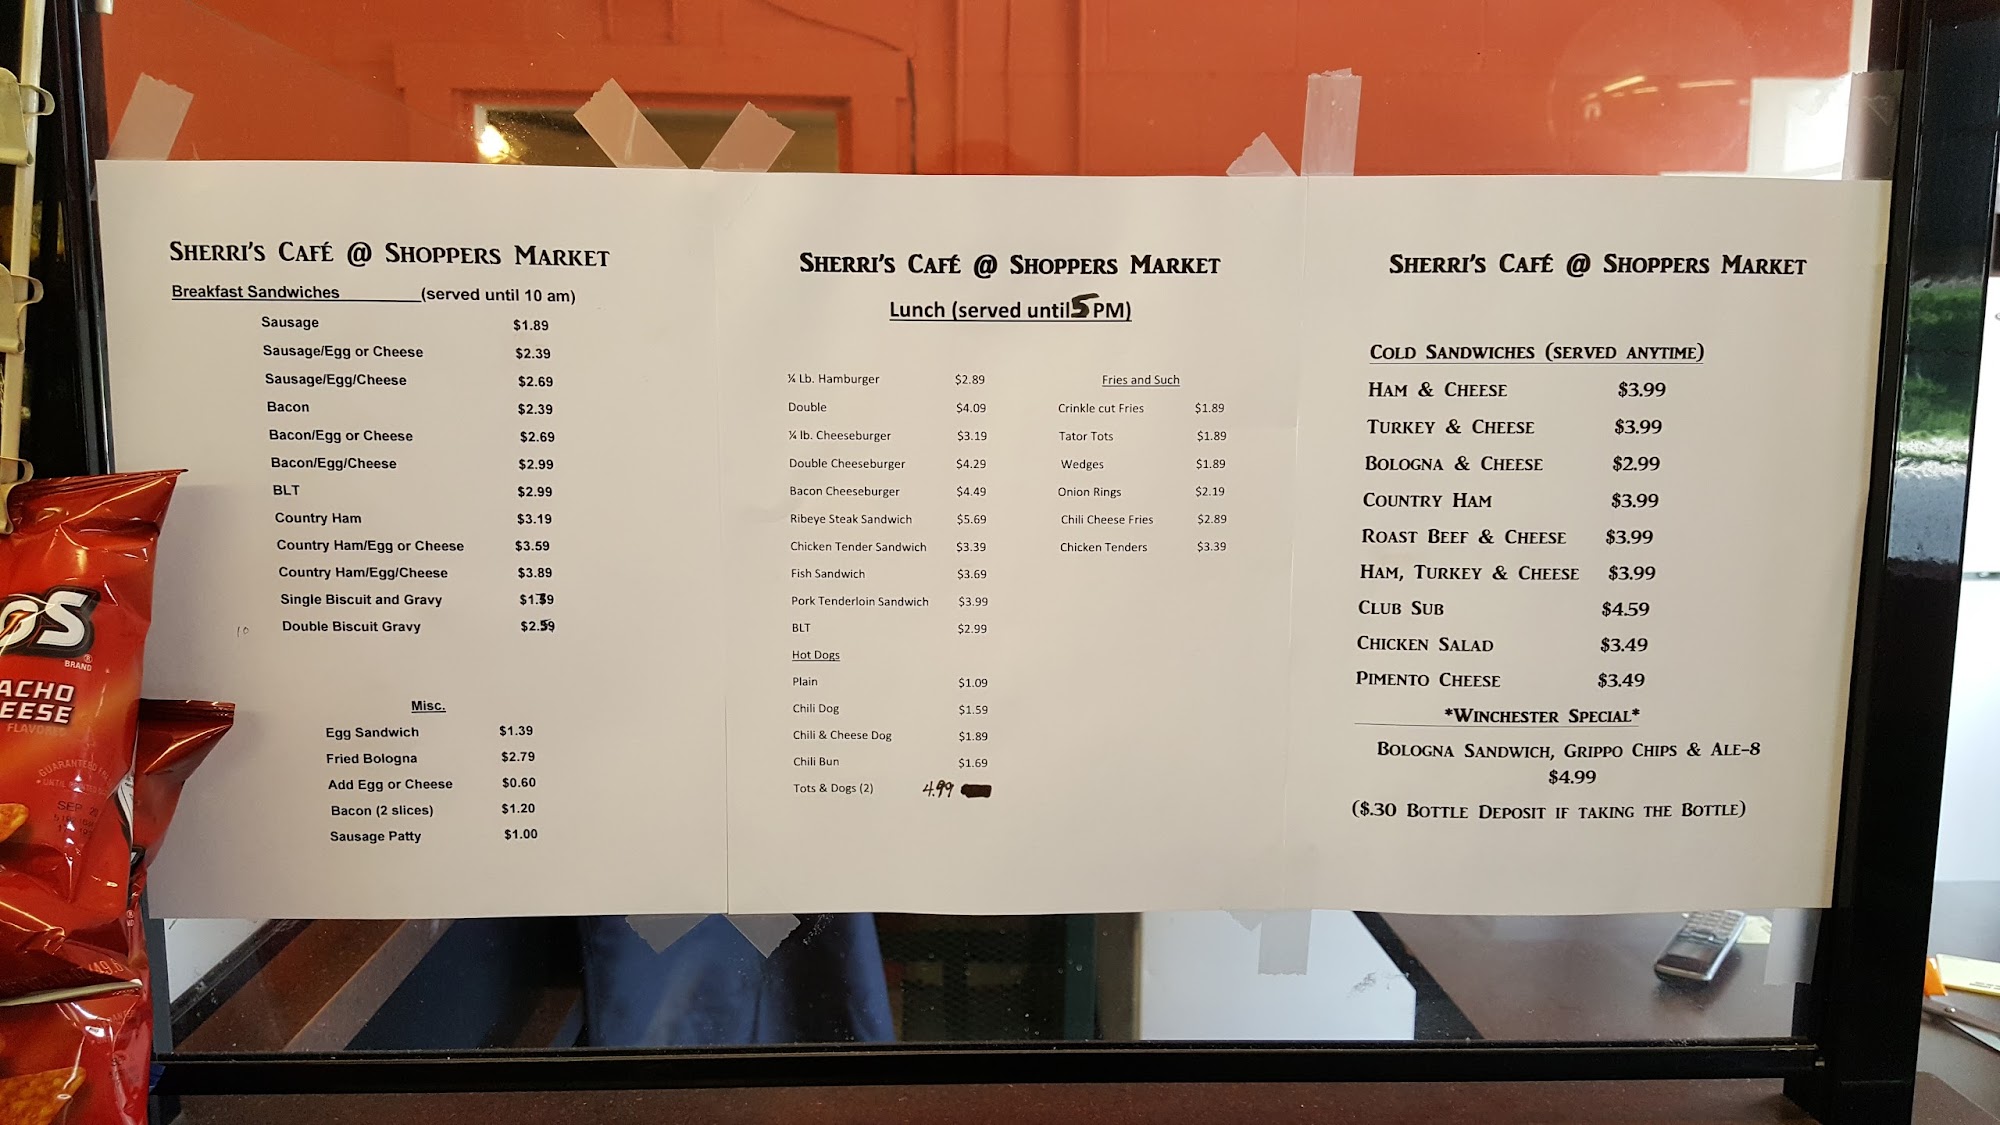 Sherri's Café @ Shoppers Market
Breakfast Sandwiches (served until 10 am)
Sausage $1.89
Sausage/Egg or Cheese $2.39
Sausage/Egg/Cheese $2.69
Bacon $2.39
Bacon/Egg or Cheese $2.69
Bacon/Egg/Cheese $2.99
BLT $2.99
Country Ham $3.19
Country Ham/Egg or Cheese $3.59
Country Ham/Egg/Cheese $3.89
Single Biscuit and Gravy
Double Biscuit Gravy $2.59
10
Misc.
Egg Sandwich $1.39
Fried Bologna $2.79
Add Egg or Cheese $0.60
Bacon (2 slices) $1.20
Sausage Patty $1.00
Sherri's Café @ Shoppers Market
Lunch (served until 5 PM)
¼ Lb. Hamburger $2.89
Double $4.09
¼ lb. Cheeseburger $3.19
Double Cheeseburger $4.29
Bacon Cheeseburger $4.49
Ribeye Steak Sandwich $5.69
Chicken Tender Sandwich $3.39
Fish Sandwich $3.69
Pork Tenderloin Sandwich $3.99
BLT $2.99
Hot Dogs
Plain $1.09
Chili Dog $1.59
Chili & Cheese Dog $1.89
Chili Bun $1.69
Tots & Dogs (2) 4.99
Fries and Such
Crinkle cut Fries $1.89
Tator Tots $1.89
Wedges $1.89
Onion Rings $2.19
Chili Cheese Fries $2.89
Chicken Tenders $3.39
Sherri's Café @ Shoppers Market
Cold Sandwiches (served anytime)
Ham & Cheese $3.99
Turkey & Cheese $3.99
Bologna & Cheese $2.99
Country Ham $3.99
Roast Beef & Cheese $3.99
Ham, Turkey & Cheese $3.99
Club Sub $4.59
Chicken Salad $3.49
Pimento Cheese $3.49
*Winchester Special*
Bologna Sandwich, Grippo Chips & Ale-8
$4.99
($.30 Bottle Deposit if taking the Bottle)
OS
BRAND
ACHO
EESE
FLAVORED
GUARANTEED
SEP